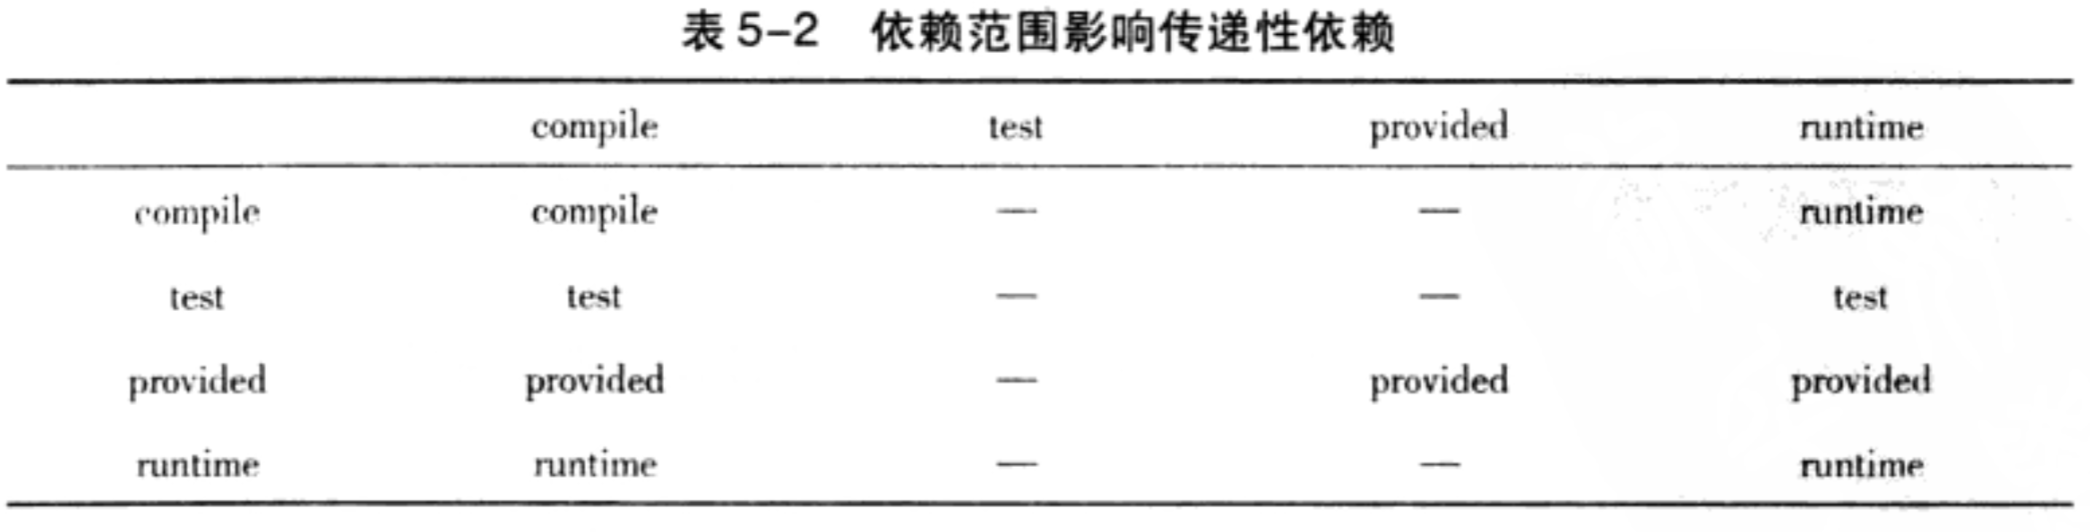 表5-2 依赖范围影响传递性依赖
compile test provided runtime
compile compile — — runtime
test test — — test
provided provided — provided provided
runtime runtime — — runtime